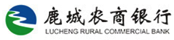 鹿城农商银行
LUCHENG RURAL COMMERCIAL BANK